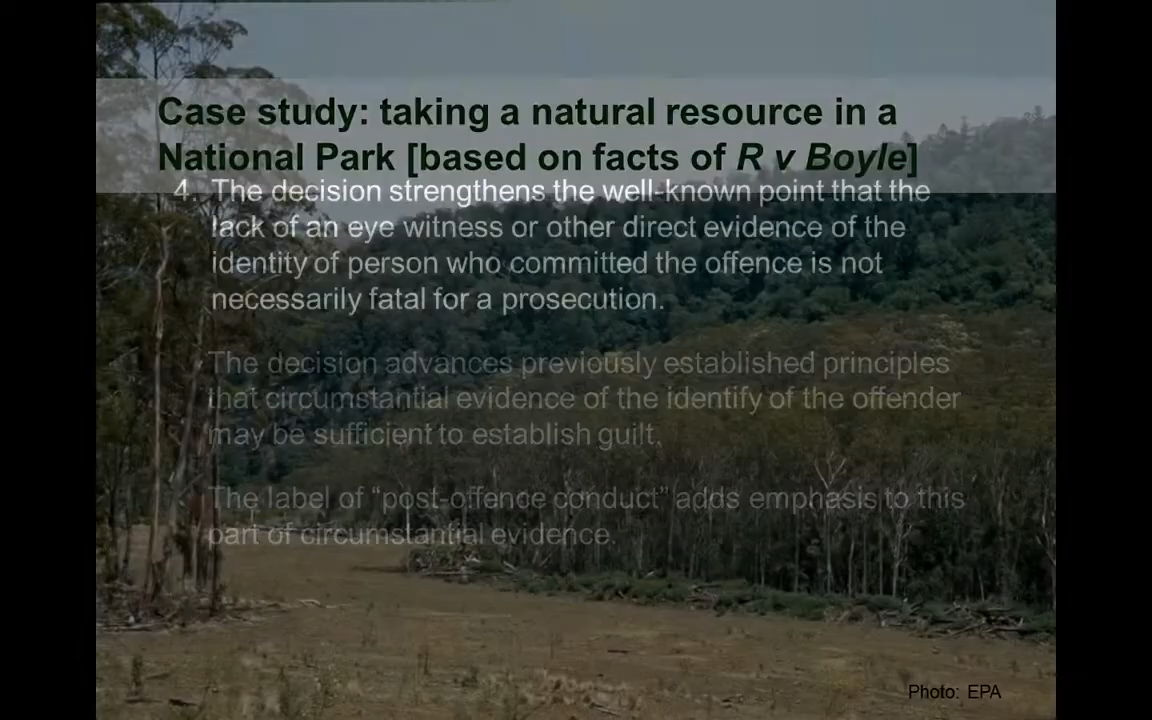 Case study: taking a natural resource in a
National Park [based on facts of R v Boyle]
4. The decision strengthens the well-known point that the
lack of an eye witness or other direct evidence of the
identity of person who committed the offence is not
necessarily fatal for a prosecution.
The decision advances previously established principles
that circumstantial evidence of the identify of the offender
may be sufficient to establish guilt.
The label of “post-offence conduct” adds emphasis to this
part of circumstantial evidence.
Photo: EPA